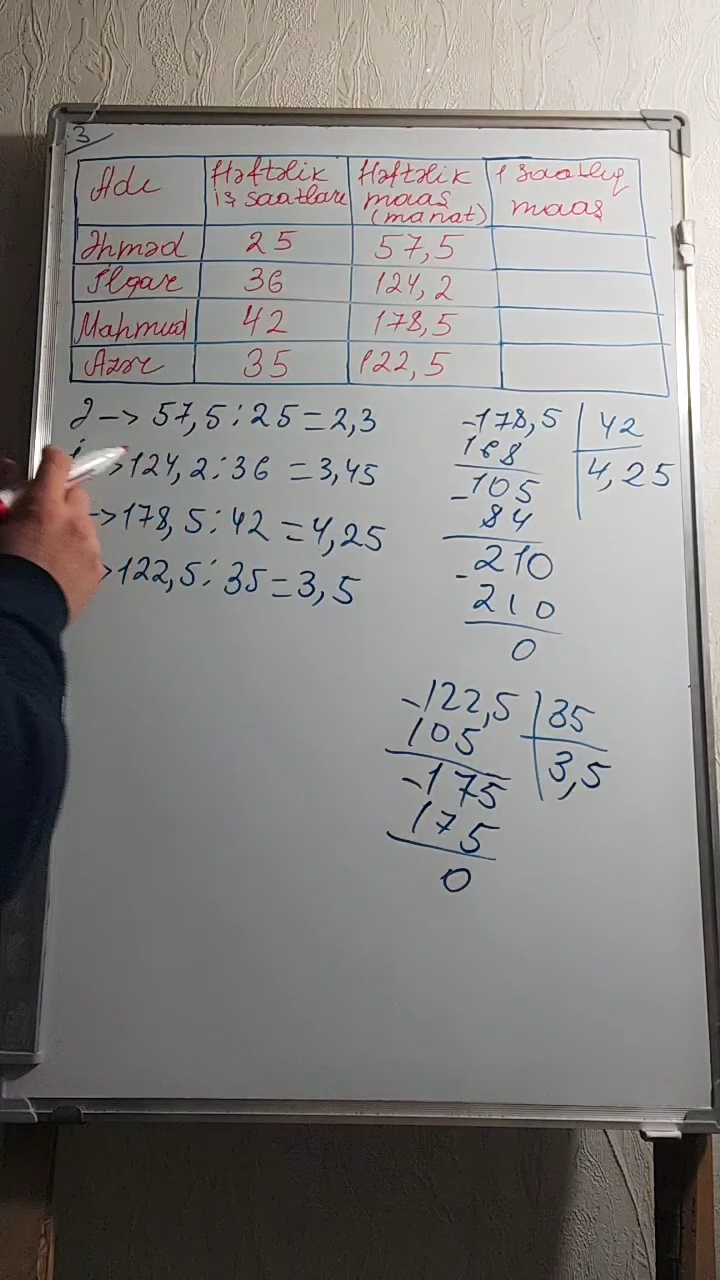 3
Adı Həftəlik iş saatları Həftəlik maaş (manat) 1 saatlıq maaş
Əhməd 25 57,5
İlqar 36 124,2
Mahmud 42 178,5
Azər 35 122,5
Ə -> 57,5 : 25 = 2,3
İ -> 124,2 : 36 = 3,45
-> 178,5 : 42 = 4,25
> 122,5 : 35 = 3,5
-178,5 | 42
168 4,25
-105
84
-210
210
0
-122,5 | 35
105 3,5
-175
175
0